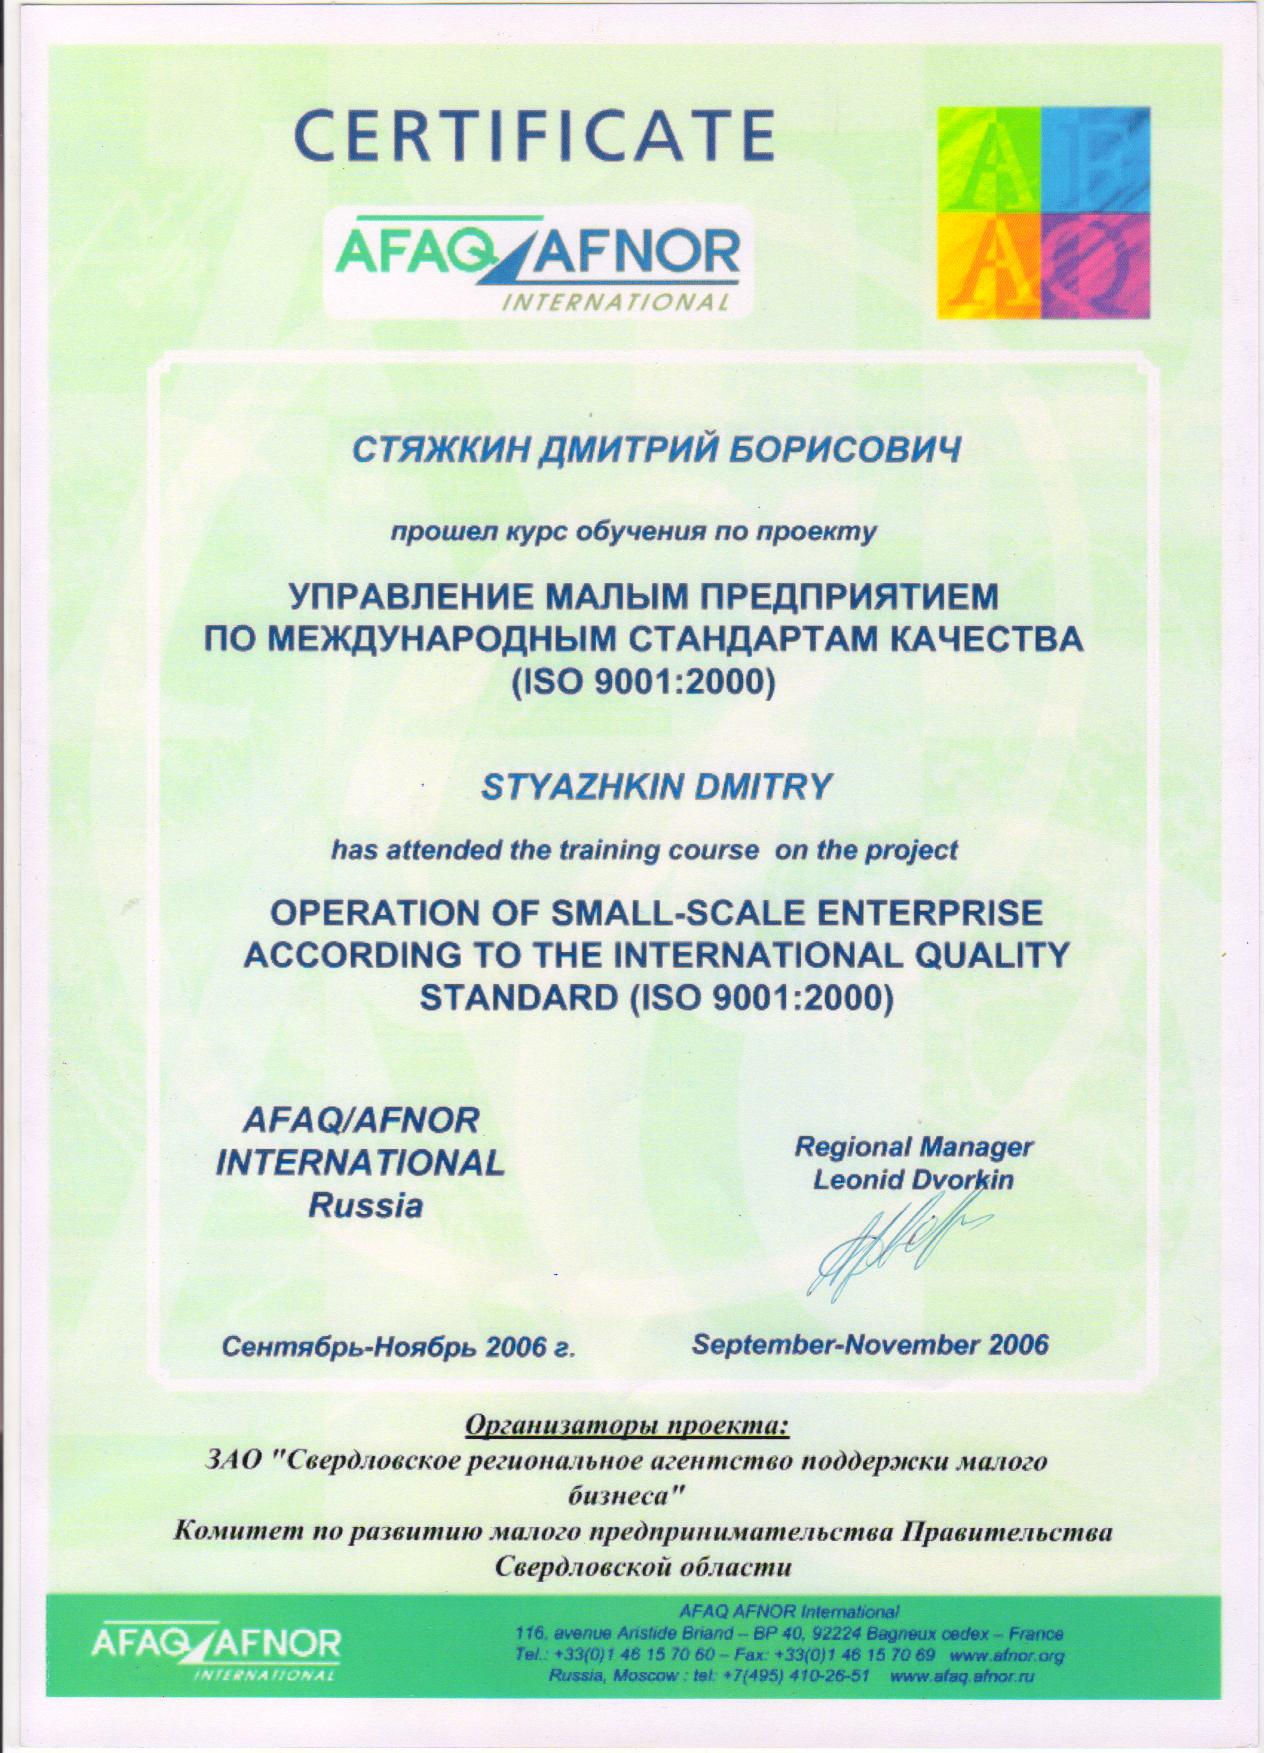 CERTIFICATE
AFAQ AFNOR
INTERNATIONAL
A F
A Q
СТЯЖКИН ДМИТРИЙ БОРИСОВИЧ
прошел курс обучения по проекту
УПРАВЛЕНИЕ МАЛЫМ ПРЕДПРИЯТИЕМ
ПО МЕЖДУНАРОДНЫМ СТАНДАРТАМ КАЧЕСТВА
(ISO 9001:2000)
STYAZHKIN DMITRY
has attended the training course on the project
OPERATION OF SMALL-SCALE ENTERPRISE
ACCORDING TO THE INTERNATIONAL QUALITY
STANDARD (ISO 9001:2000)
AFAQ/AFNOR
INTERNATIONAL
Russia
Regional Manager
Leonid Dvorkin
Сентябрь-Ноябрь 2006 г.
September-November 2006
Организаторы проекта:
ЗАО "Свердловское региональное агентство поддержки малого
бизнеса"
Комитет по развитию малого предпринимательства Правительства
Свердловской области
AFAQ AFNOR
INTERNATIONAL
AFAQ AFNOR International
116, avenue Aristide Briand – BP 40, 92224 Bagneux cedex – France
Tel.: +33(0)1 46 15 70 60 – Fax: +33(0)1 46 15 70 69 www.afnor.org
Russia, Moscow : tel: +7(495) 410-26-51 www.afaq.afnor.ru